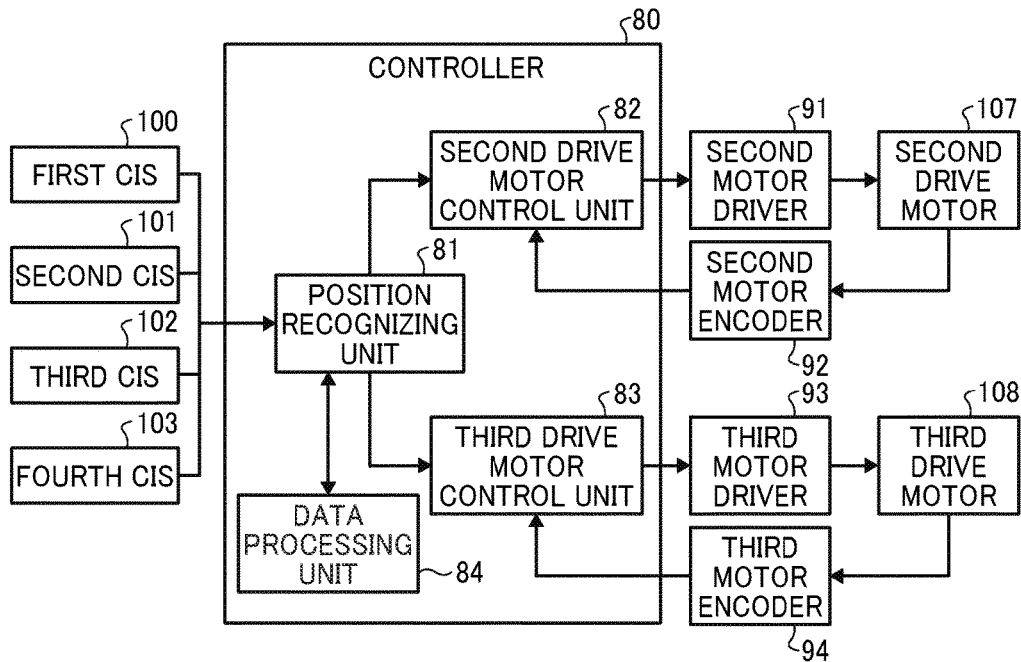 80
CONTROLLER
100
FIRST CIS
101
SECOND CIS
102
THIRD CIS
103
FOURTH CIS
81
POSITION
RECOGNIZING
UNIT
DATA
PROCESSING
UNIT
84
82
SECOND DRIVE
MOTOR
CONTROL UNIT
83
THIRD DRIVE
MOTOR
CONTROL UNIT
91
SECOND
MOTOR
DRIVER
107
SECOND
DRIVE
MOTOR
SECOND
MOTOR
ENCODER
92
93
THIRD
MOTOR
DRIVER
108
THIRD
DRIVE
MOTOR
THIRD
MOTOR
ENCODER
94